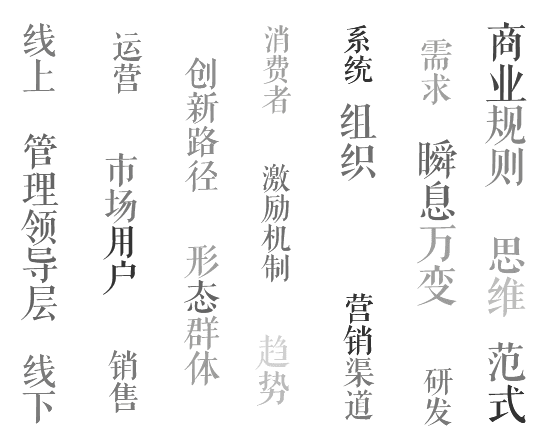 商业规则
思维
范式
需求
瞬息万变
研发
系统
组织
营销渠道
消费者
激励机制
趋势
创新路径
形态群体
运营
市场用户
销售
线上
管理领导层
线下